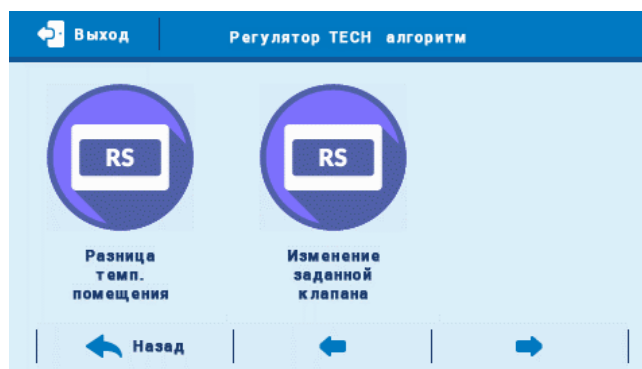 Выход
Регулятор TECH алгоритм
RS
RS
Разница
темп.
помещения
Изменение
заданной
клапана
Назад